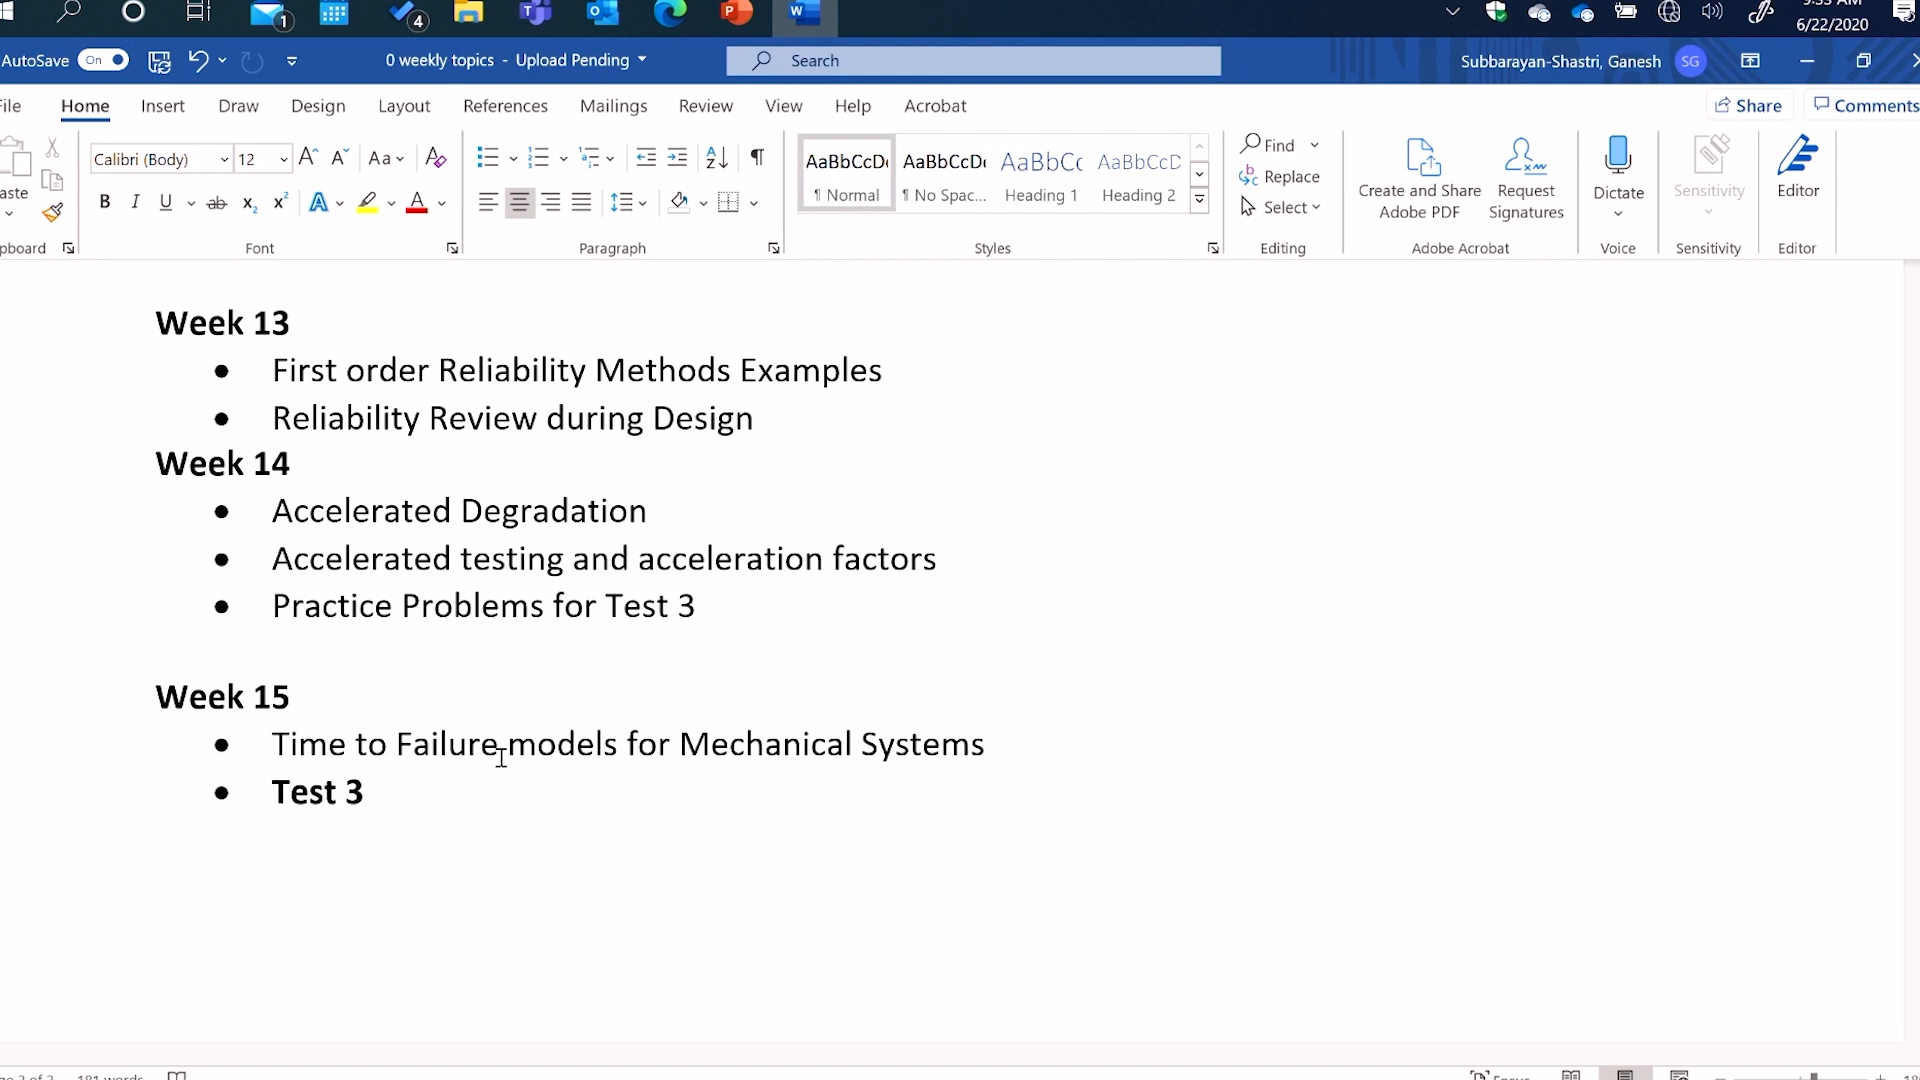 1
4
6/22/2020
AutoSave On
0 weekly topics - Upload Pending
Search
Subbarayan-Shastri, Ganesh SG
Home Insert Draw Design Layout References Mailings Review View Help Acrobat
Share Comments
Calibri (Body) 12
AaBbCcD AaBbCcD AaBbCc AaBbCcD
¶ Normal ¶ No Spac... Heading 1 Heading 2
Find
Replace
Select
Create and Share Adobe PDF
Request Signatures
Dictate
Sensitivity
Editor
Font Paragraph Styles Editing Adobe Acrobat Voice Sensitivity Editor
Week 13
• First order Reliability Methods Examples
• Reliability Review during Design
Week 14
• Accelerated Degradation
• Accelerated testing and acceleration factors
• Practice Problems for Test 3
Week 15
• Time to Failure models for Mechanical Systems
• Test 3